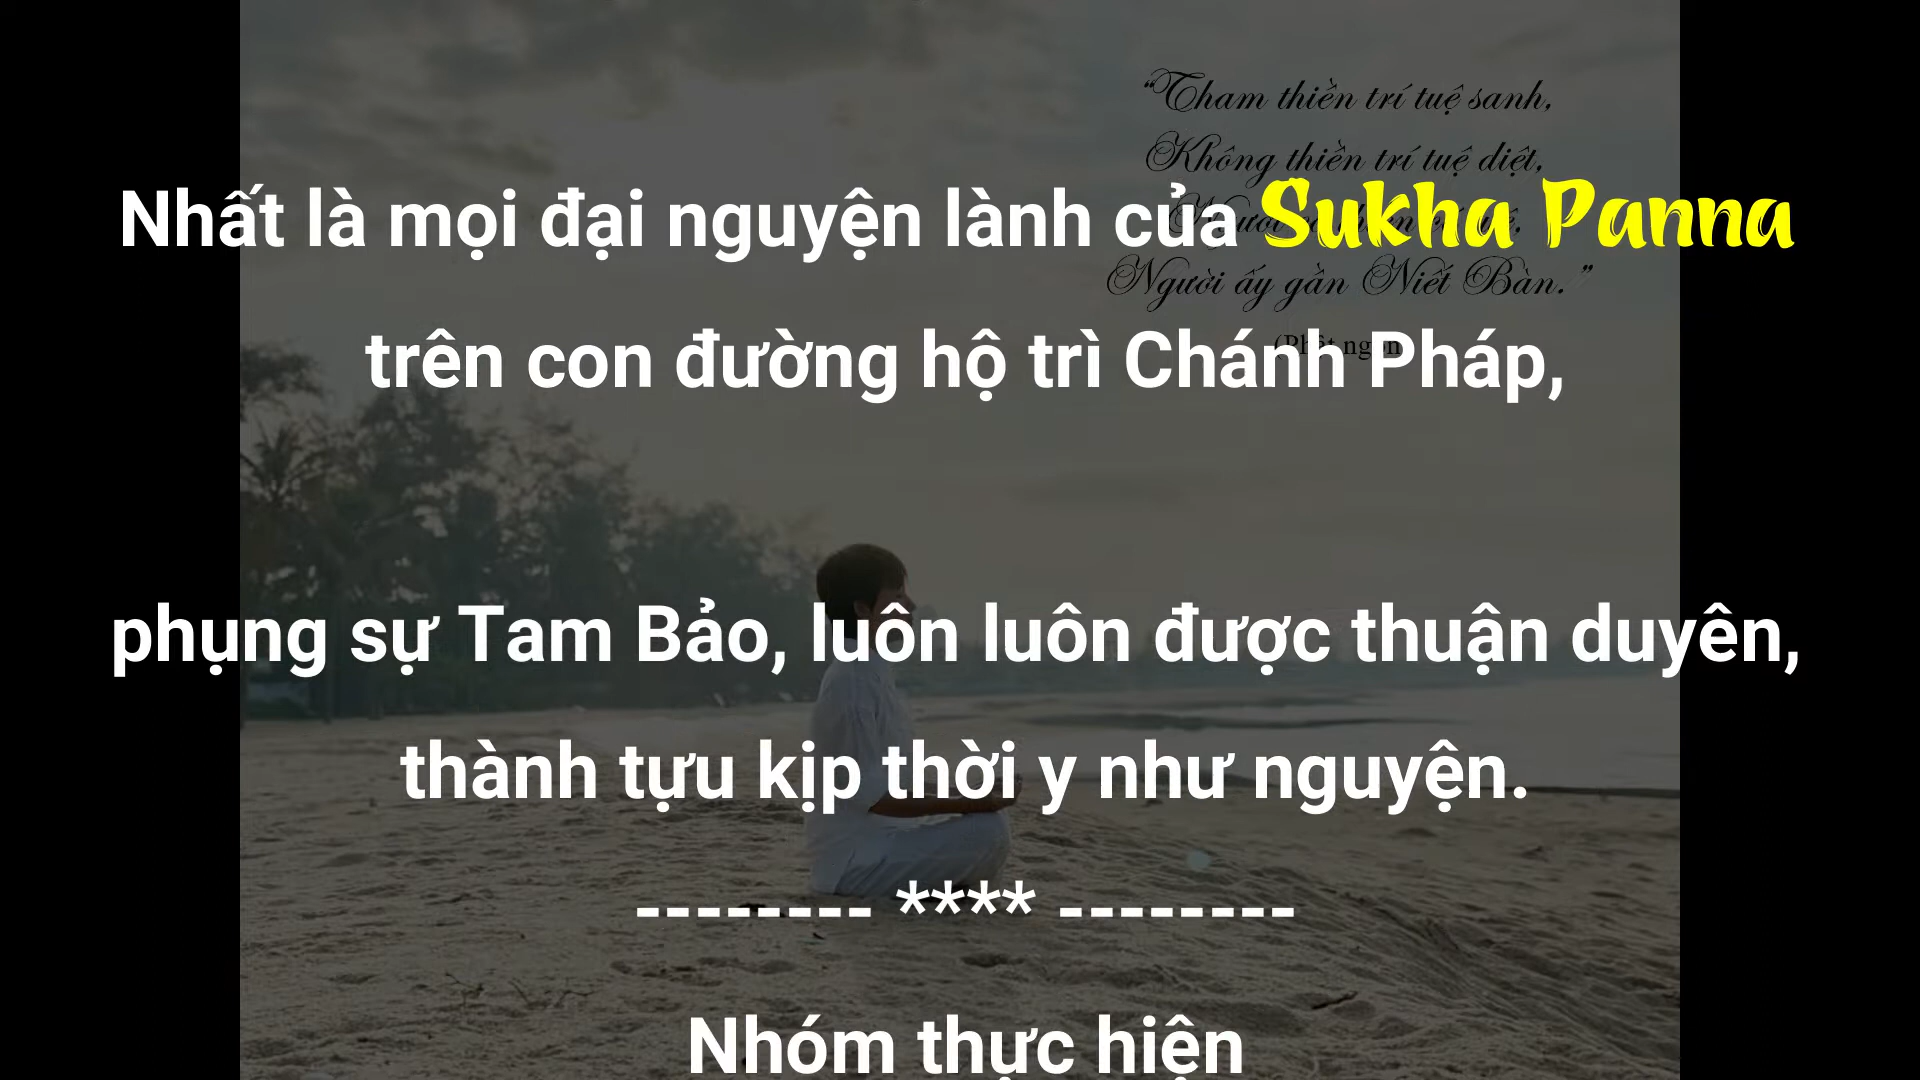 “Tham thiền trí tuệ sanh,
Không thiền trí tuệ diệt,
Nhất là mọi đại nguyện lành của Sukha Panna
Người ấy gần Niết Bàn.”
trên con đường hộ trì Chánh Pháp,
phụng sự Tam Bảo, luôn luôn được thuận duyên,
thành tựu kịp thời y như nguyện.
-------- **** --------
Nhóm thực hiện